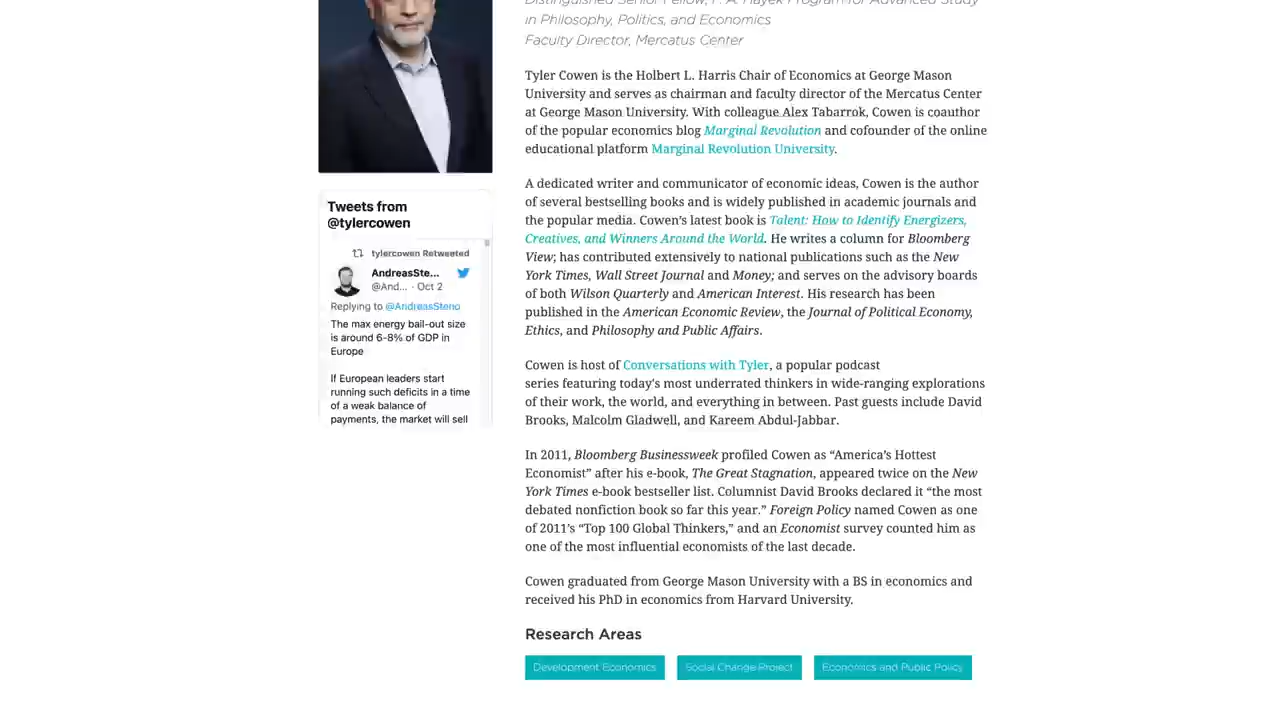 Distinguished Senior Fellow, F. A. Hayek Program for Advanced Study
in Philosophy, Politics, and Economics
Faculty Director, Mercatus Center
Tyler Cowen is the Holbert L. Harris Chair of Economics at George Mason
University and serves as chairman and faculty director of the Mercatus Center
at George Mason University. With colleague Alex Tabarrok, Cowen is coauthor
of the popular economics blog Marginal Revolution and cofounder of the online
educational platform Marginal Revolution University.
A dedicated writer and communicator of economic ideas, Cowen is the author
of several bestselling books and is widely published in academic journals and
the popular media. Cowen's latest book is Talent: How to Identify Energizers,
Creatives, and Winners Around the World. He writes a column for Bloomberg
View; has contributed extensively to national publications such as the New
York Times, Wall Street Journal and Money; and serves on the advisory boards
of both Wilson Quarterly and American Interest. His research has been
published in the American Economic Review, the Journal of Political Economy,
Ethics, and Philosophy and Public Affairs.
Cowen is host of Conversations with Tyler, a popular podcast
series featuring today's most underrated thinkers in wide-ranging explorations
of their work, the world, and everything in between. Past guests include David
Brooks, Malcolm Gladwell, and Kareem Abdul-Jabbar.
In 2011, Bloomberg Businessweek profiled Cowen as “America's Hottest
Economist” after his e-book, The Great Stagnation, appeared twice on the New
York Times e-book bestseller list. Columnist David Brooks declared it “the most
debated nonfiction book so far this year.” Foreign Policy named Cowen as one
of 2011's “Top 100 Global Thinkers,” and an Economist survey counted him as
one of the most influential economists of the last decade.
Cowen graduated from George Mason University with a BS in economics and
received his PhD in economics from Harvard University.
Research Areas
Development Economics Social Change Project Economics and Public Policy
Tweets from
@tylercowen
tylercowen Retweeted
AndreasSte...
@And... · Oct 2
Replying to @AndreasSteno
The max energy bail-out size
is around 6-8% of GDP in
Europe
If European leaders start
running such deficits in a time
of a weak balance of
payments, the market will sell